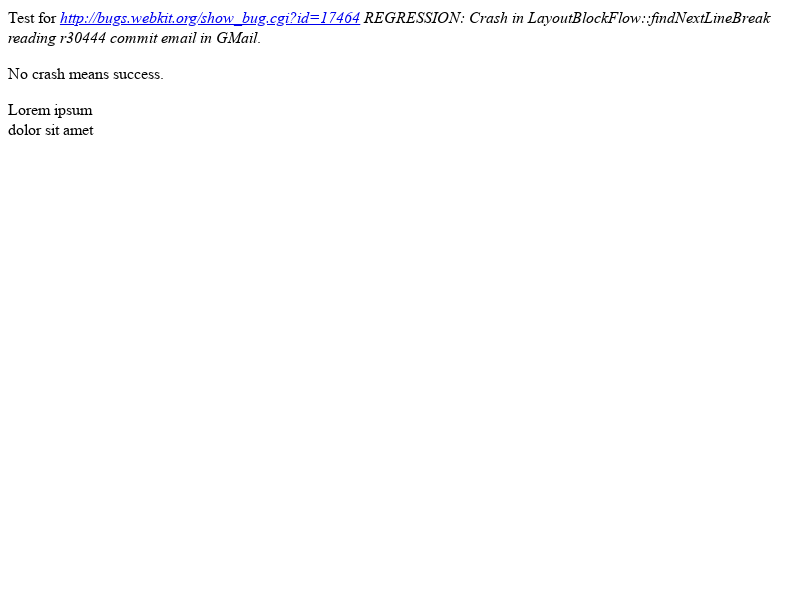 Test for http://bugs.webkit.org/show_bug.cgi?id=17464 REGRESSION: Crash in LayoutBlockFlow::findNextLineBreak
reading r30444 commit email in GMail.
No crash means success.
Lorem ipsum
dolor sit amet